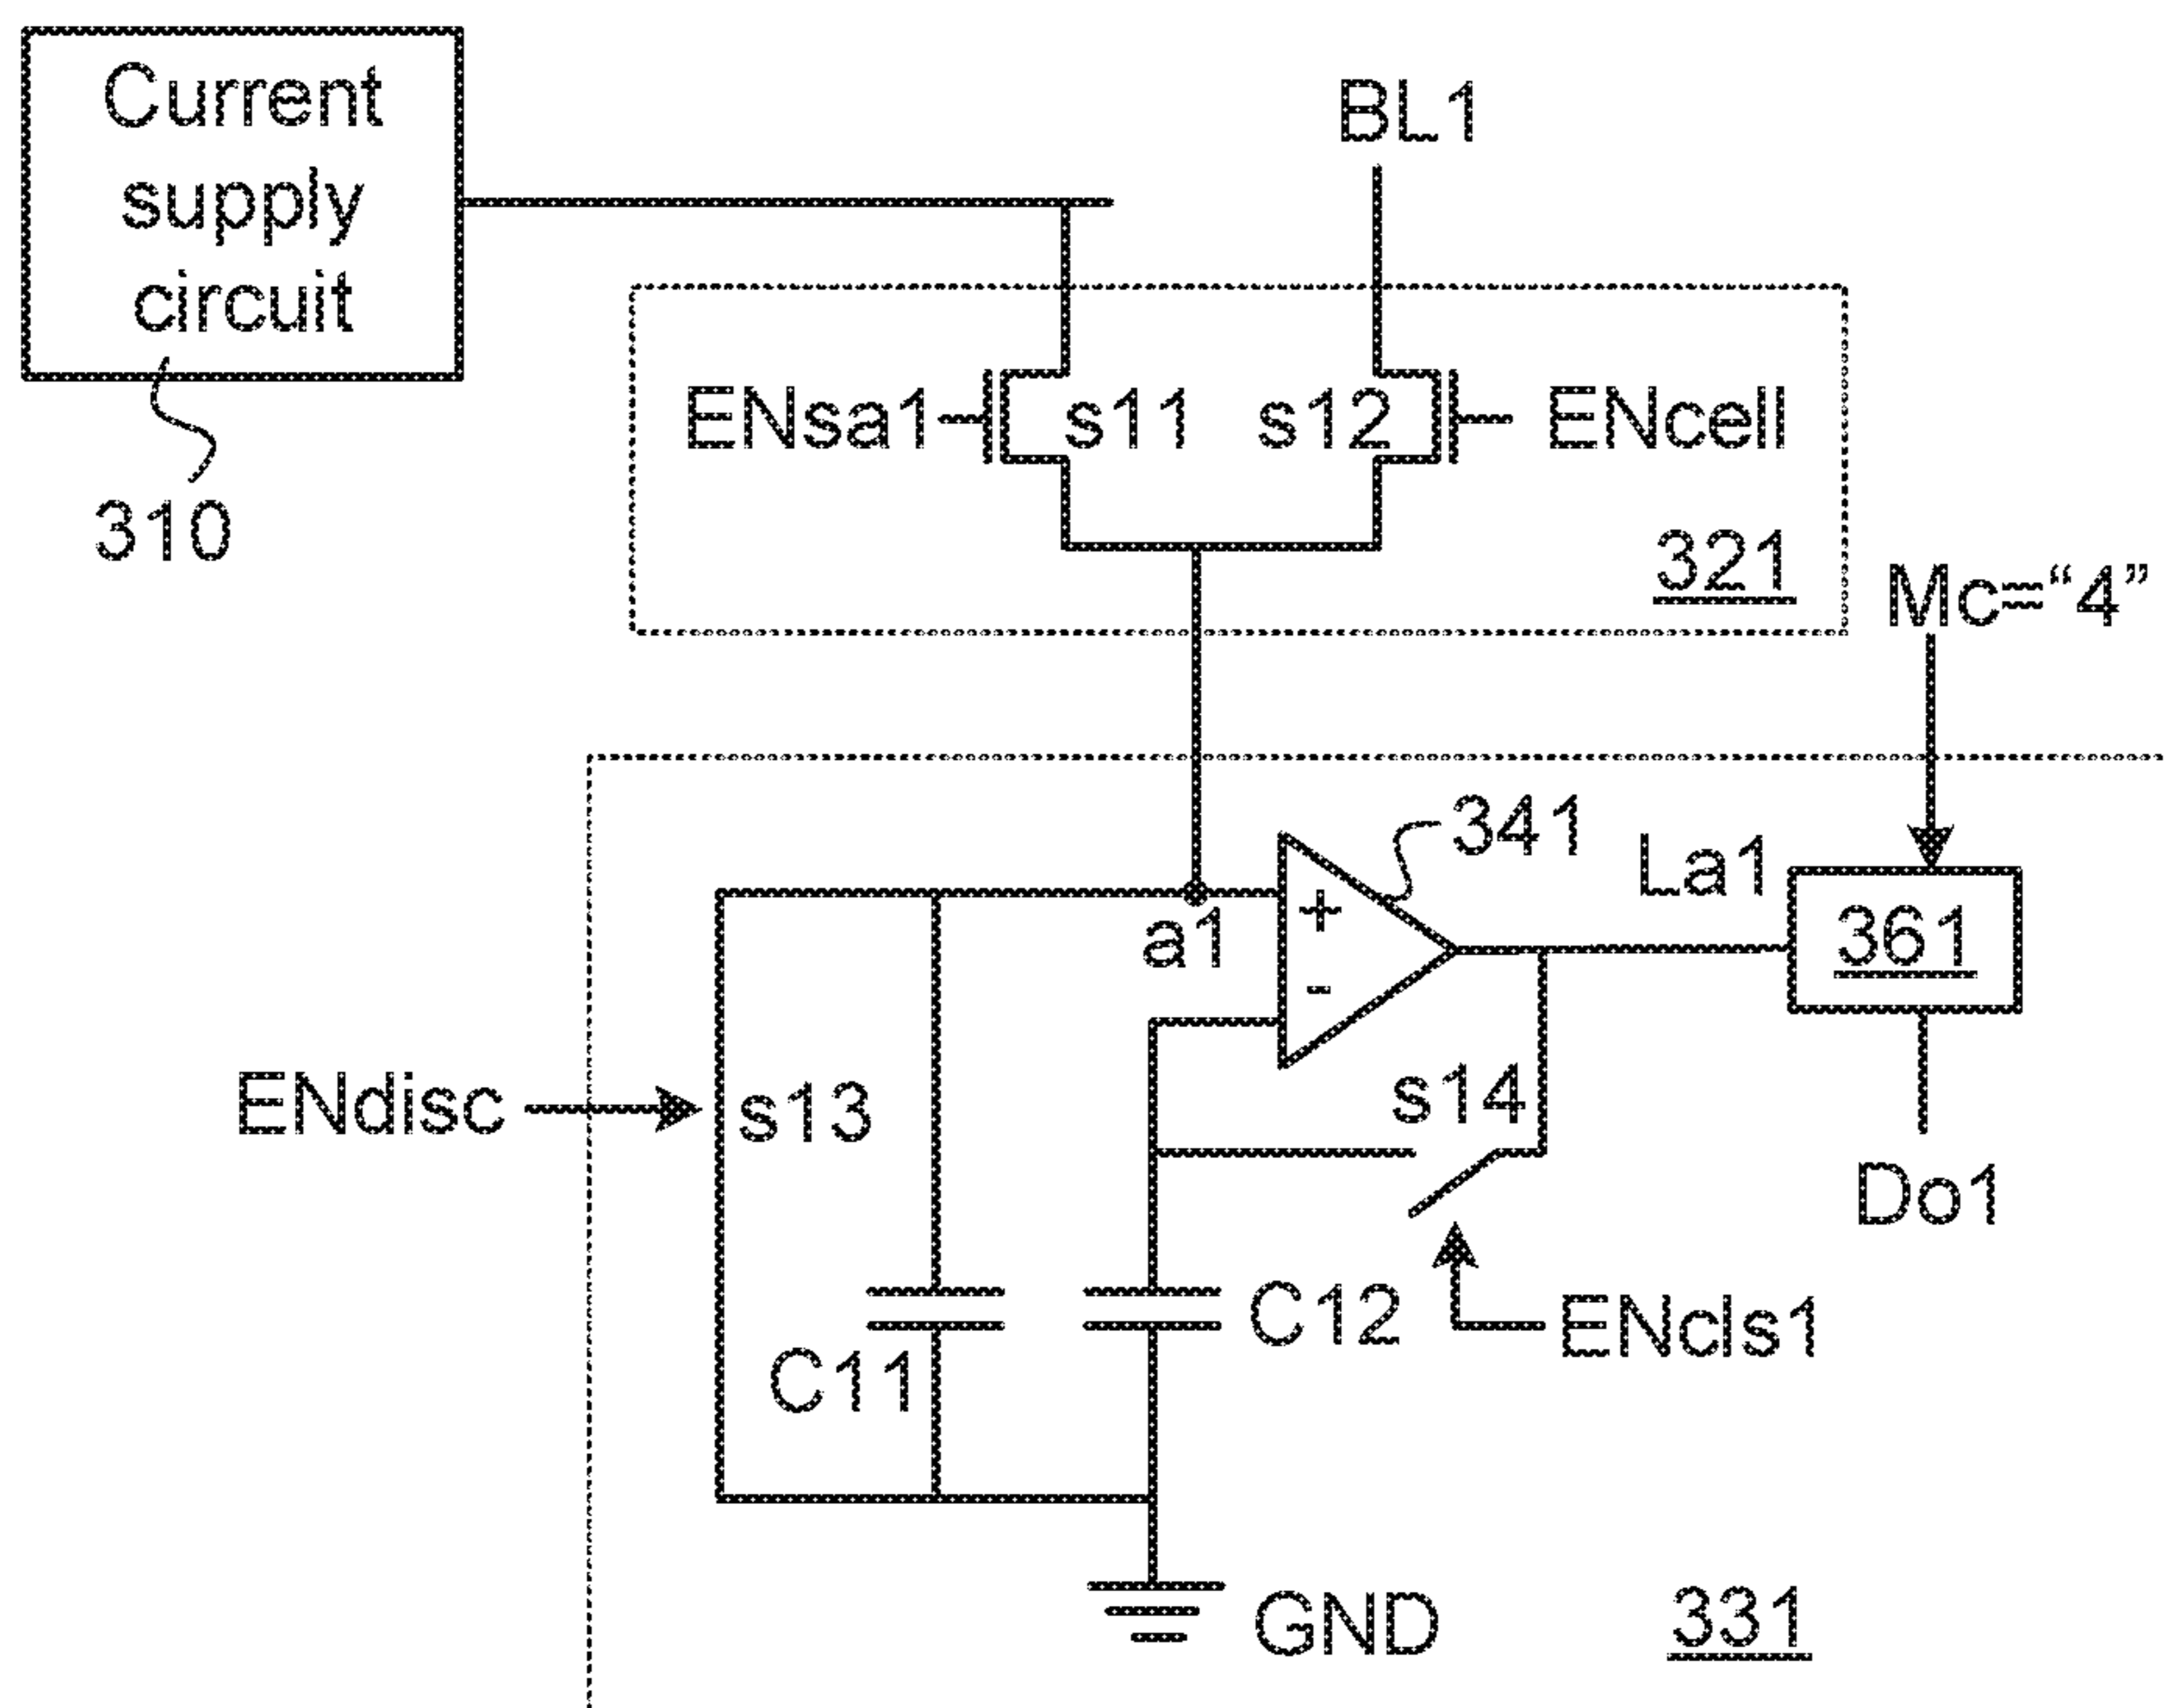 Current
supply
circuit
310
BL1
ENsa1
s11
s12
ENcell
321
Mc=“4”
341
La1
361
a1
+
-
Do1
ENdisc
s13
s14
C11
C12
ENcls1
GND
331